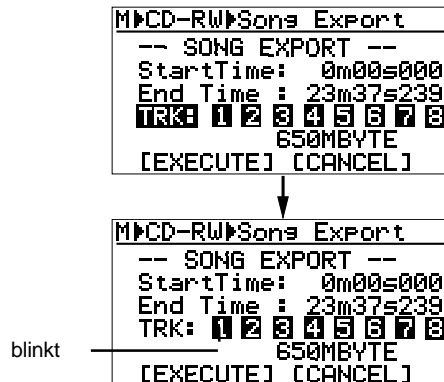 M▶CD-RW▶Song Export
-- SONG EXPORT --
StartTime: 0m00s000
End Time : 23m37s239
TRK: 1 2 3 4 5 6 7 8
650MBYTE
[EXECUTE] [CANCEL]
M▶CD-RW▶Song Export
-- SONG EXPORT --
StartTime: 0m00s000
End Time : 23m37s239
TRK: 1 2 3 4 5 6 7 8
blinkt
650MBYTE
[EXECUTE] [CANCEL]